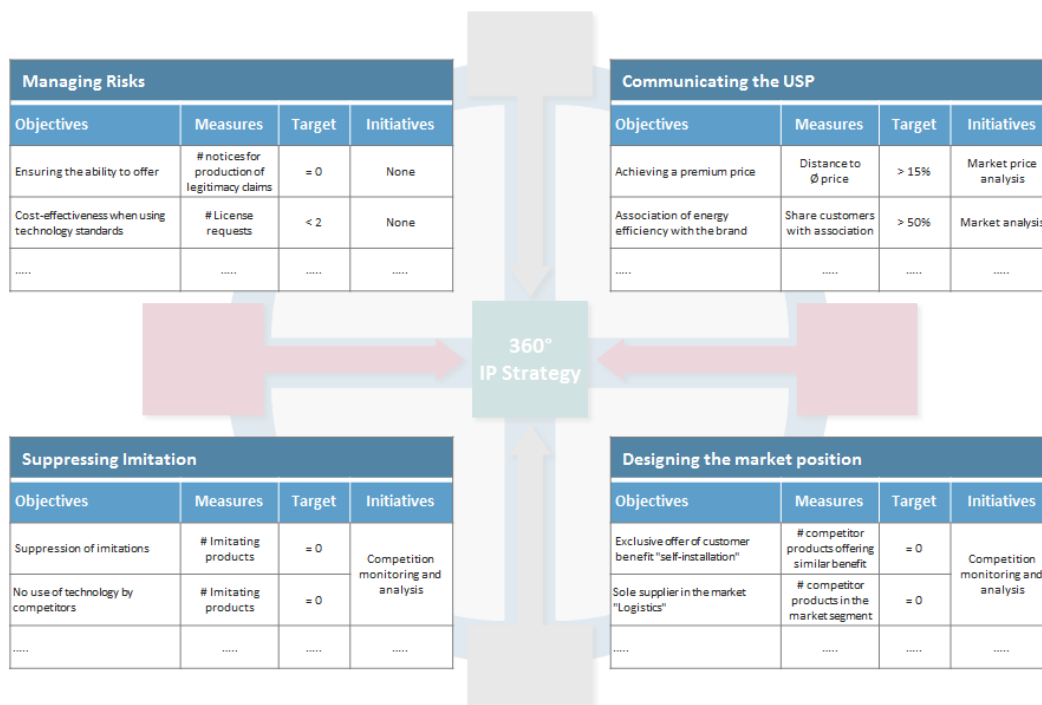 Managing Risks
Objectives Measures Target Initiatives
Ensuring the ability to offer
# notices for
production of
legitimacy claims
= 0
None
Cost-effectiveness when using
technology standards
# License
requests
< 2
None
..... ..... ..... .....
Communicating the USP
Objectives Measures Target Initiatives
Achieving a premium price
Distance to
Ø price
> 15%
Market price
analysis
Association of energy
efficiency with the brand
Share customers
with association
> 50%
Market analysis
..... ..... ..... .....
360°
IP Strategy
Suppressing Imitation
Objectives Measures Target Initiatives
Suppression of imitations
# Imitating
products
= 0
Competition
monitoring and
analysis
No use of technology by
competitors
# Imitating
products
= 0
..... ..... ..... .....
Designing the market position
Objectives Measures Target Initiatives
Exclusive offer of customer
benefit "self-installation"
# competitor
products offering
similar benefit
= 0
Competition
monitoring and
analysis
Sole supplier in the market
"Logistics"
# competitor
products in the
market segment
= 0
..... ..... ..... .....